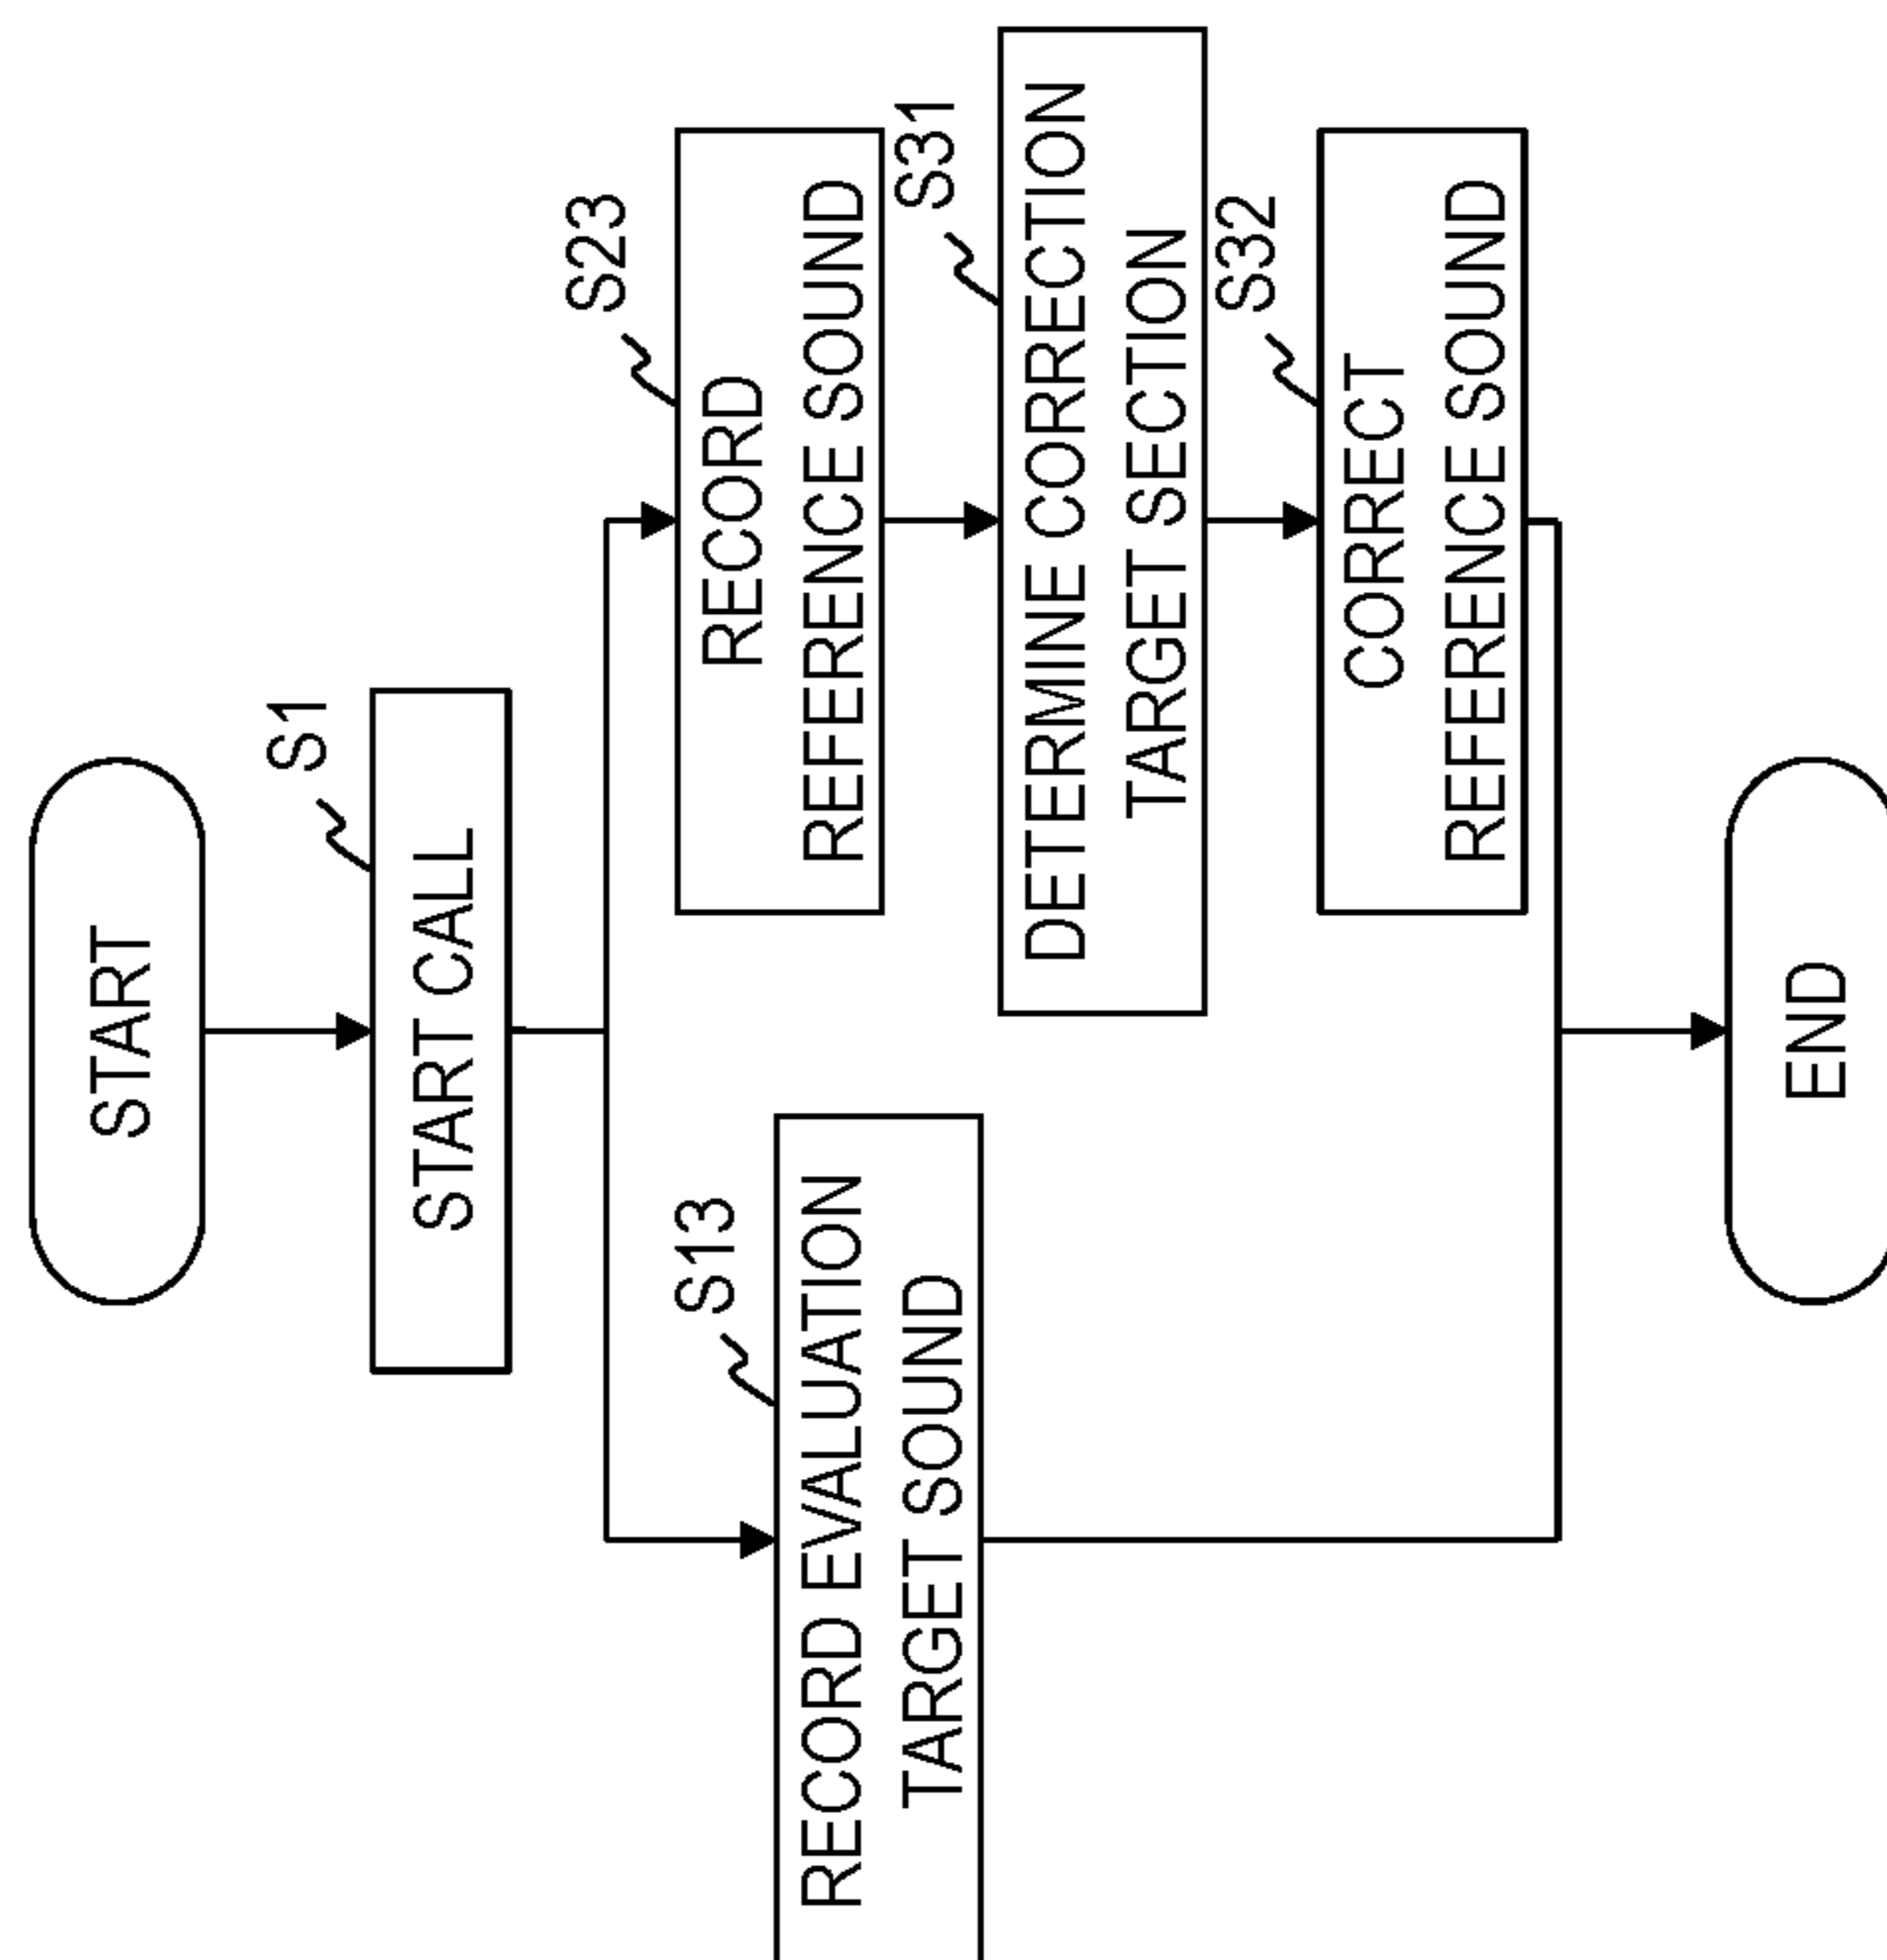 START
S1
START CALL
S13
RECORD EVALUATION
TARGET SOUND
S23
RECORD
REFERENCE SOUND
S31
DETERMINE CORRECTION
TARGET SECTION
S32
CORRECT
REFERENCE SOUND
END